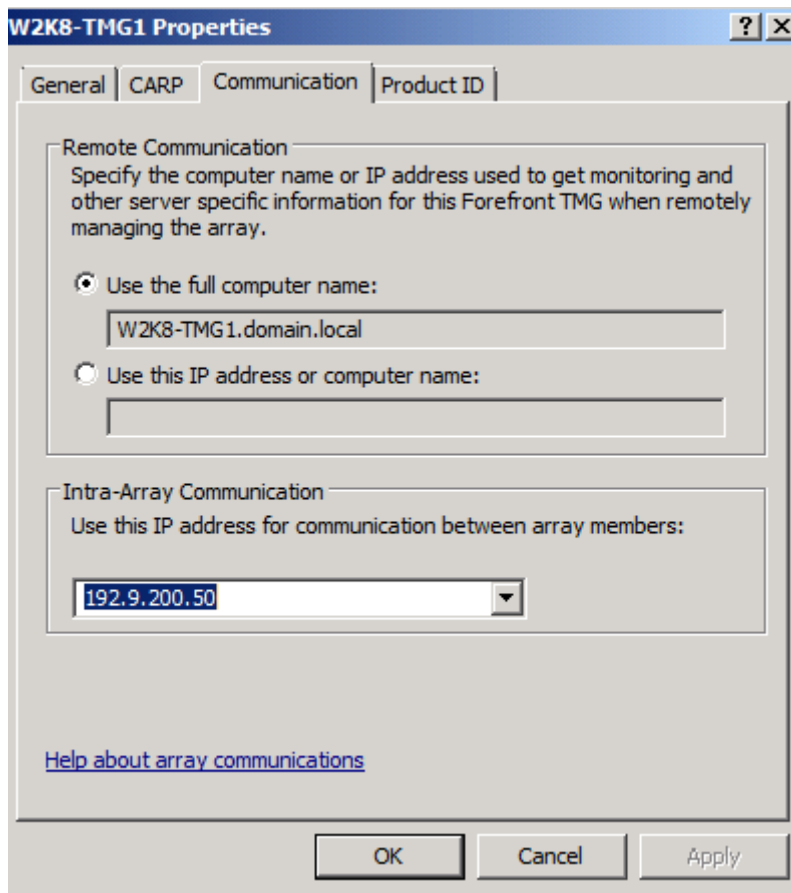 W2K8-TMG1 Properties
General
CARP
Communication
Product ID
Remote Communication
Specify the computer name or IP address used to get monitoring and
other server specific information for this Forefront TMG when remotely
managing the array.
Use the full computer name:
W2K8-TMG1.domain.local
Use this IP address or computer name:
Intra-Array Communication
Use this IP address for communication between array members:
192.9.200.50
Help about array communications
OK
Cancel
Apply